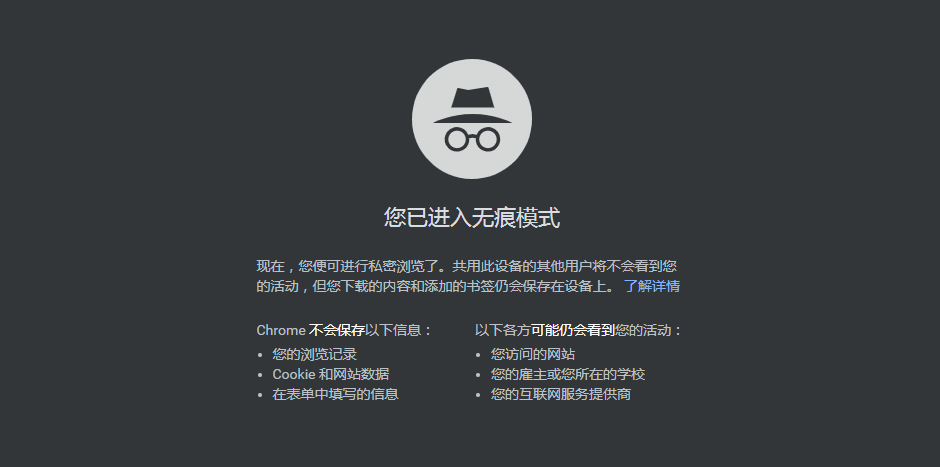 您已进入无痕模式
现在，您便可进行私密浏览了。共用此设备的其他用户将不会看到您
的活动，但您下载的内容和添加的书签仍会保存在设备上。 了解详情
Chrome 不会保存以下信息：
• 您的浏览记录
• Cookie 和网站数据
• 在表单中填写的信息
以下各方可能仍会看到您的活动：
• 您访问的网站
• 您的雇主或您所在的学校
• 您的互联网服务提供商